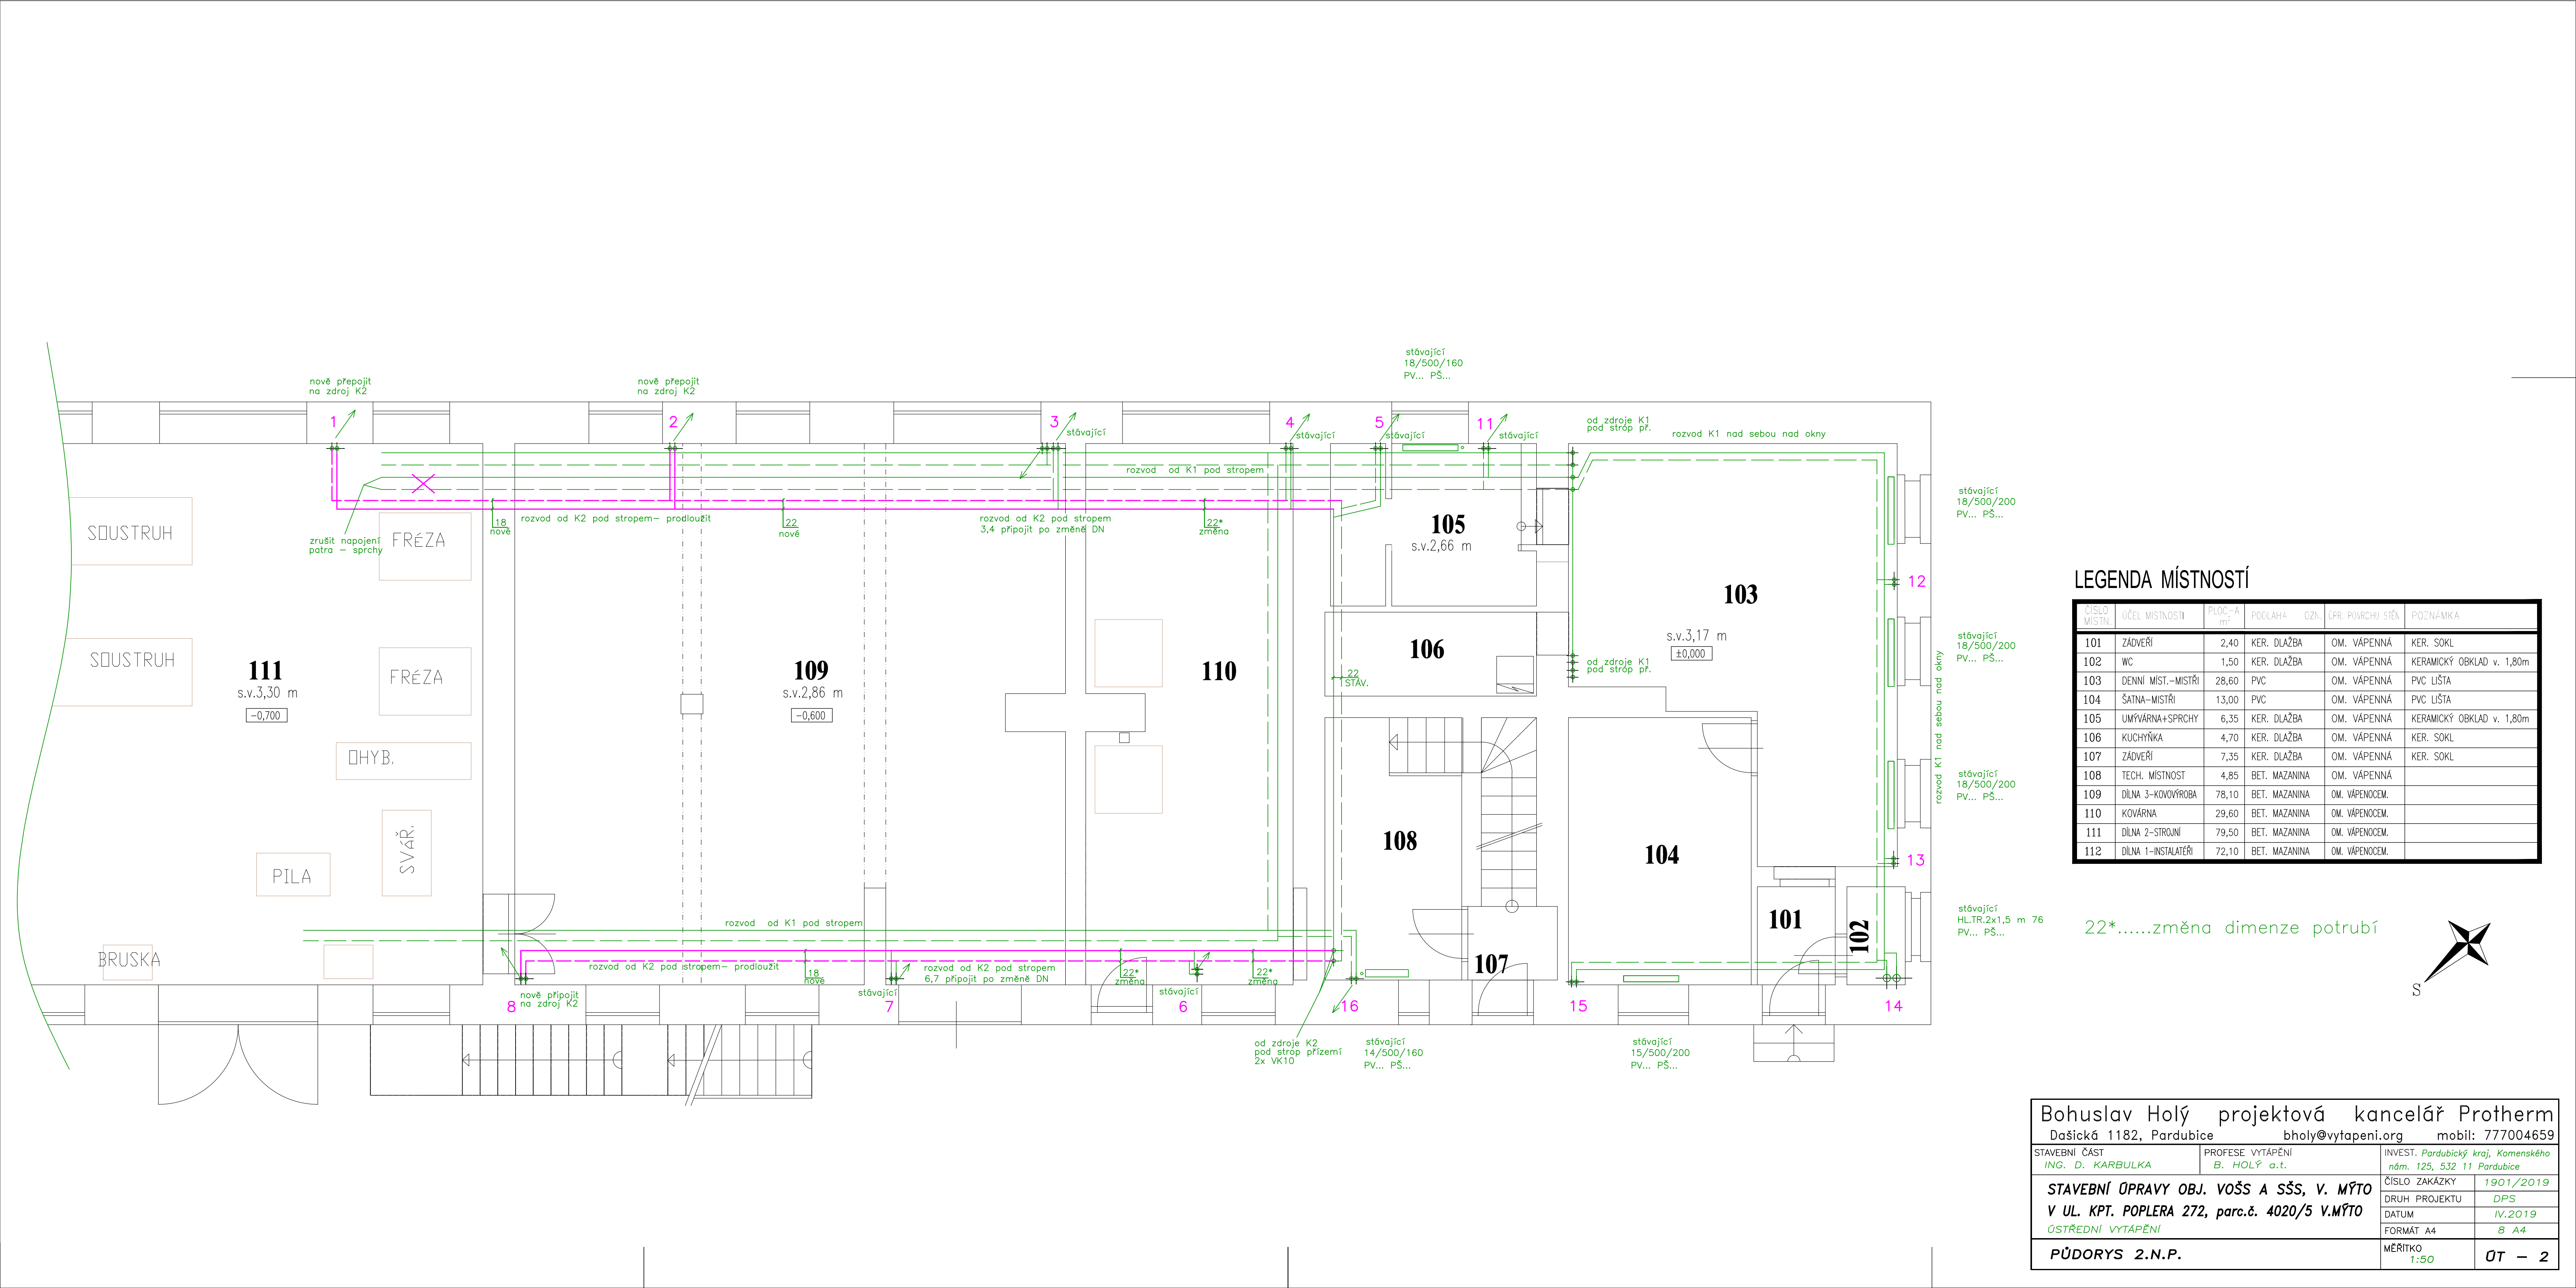 stávající
18/500/160
PV... PŠ...
nově přepojit
na zdroj K2
nově přepojit
na zdroj K2
1
2
3
stávající
4
stávající
5
stávající
11
stávající
od zdroje K1
pod strop př.
rozvod K1 nad sebou nad okny
rozvod od K1 pod stropem
18
nově
rozvod od K2 pod stropem– prodloužit
22
nově
rozvod od K2 pod stropem
3,4 připojit po změně DN
22*
změna
zrušit napojení
patra – sprchy
SOUSTRUH
FRÉZA
SOUSTRUH
FRÉZA
OHYB.
SVÁŘ.
PILA
BRUSKA
111
s.v.3,30 m
–0,700
109
s.v.2,86 m
–0,600
110
105
s.v.2,66 m
106
22
STÁV.
od zdroje K1
pod strop př.
103
s.v.3,17 m
±0,000
108
107
104
101
102
12
13
rozvod K1 nad sebou nad okny
stávající
18/500/200
PV... PŠ...
stávající
18/500/200
PV... PŠ...
stávající
18/500/200
PV... PŠ...
stávající
HL.TR.2x1,5 m 76
PV... PŠ...
rozvod od K1 pod stropem
rozvod od K2 pod stropem– prodloužit
18
nově
rozvod od K2 pod stropem
6,7 připojit po změně DN
22*
změna
22*
změna
8
nově připojit
na zdroj K2
stávající
7
stávající
6
16
15
14
od zdroje K2
pod strop přízemí
2x VK10
stávající
14/500/160
PV... PŠ...
stávající
15/500/200
PV... PŠ...
LEGENDA MÍSTNOSTÍ
ČÍSLO MÍSTN. ÚČEL MÍSTNOSTI PLOCHA m² PODLAHA OZN. ÚPR. POVRCHU STĚN POZNÁMKA
101 ZÁDVEŘÍ 2,40 KER. DLAŽBA OM. VÁPENNÁ KER. SOKL
102 WC 1,50 KER. DLAŽBA OM. VÁPENNÁ KERAMICKÝ OBKLAD v. 1,80m
103 DENNÍ MÍST.–MISTŘI 28,60 PVC OM. VÁPENNÁ PVC LIŠTA
104 ŠATNA–MISTŘI 13,00 PVC OM. VÁPENNÁ PVC LIŠTA
105 UMÝVÁRNA+SPRCHY 6,35 KER. DLAŽBA OM. VÁPENNÁ KERAMICKÝ OBKLAD v. 1,80m
106 KUCHYŇKA 4,70 KER. DLAŽBA OM. VÁPENNÁ KER. SOKL
107 ZÁDVEŘÍ 7,35 KER. DLAŽBA OM. VÁPENNÁ KER. SOKL
108 TECH. MÍSTNOST 4,85 BET. MAZANINA OM. VÁPENNÁ
109 DÍLNA 3–KOVOVÝROBA 78,10 BET. MAZANINA OM. VÁPENOCEM.
110 KOVÁRNA 29,60 BET. MAZANINA OM. VÁPENOCEM.
111 DÍLNA 2–STROJNÍ 79,50 BET. MAZANINA OM. VÁPENOCEM.
112 DÍLNA 1–INSTALATÉŘI 72,10 BET. MAZANINA OM. VÁPENOCEM.
22*......změna dimenze potrubí
S
Bohuslav Holý projektová kancelář Protherm
Dašická 1182, Pardubice bholy@vytapeni.org mobil: 777004659
STAVEBNÍ ČÁST
ING. D. KARBULKA
PROFESE VYTÁPĚNÍ
B. HOLÝ a.t.
INVEST. Pardubický kraj, Komenského
nám. 125, 532 11 Pardubice
STAVEBNÍ ÚPRAVY OBJ. VOŠS A SŠS, V. MÝTO
V UL. KPT. POPLERA 272, parc.č. 4020/5 V.MÝTO
ÚSTŘEDNÍ VYTÁPĚNÍ
ČÍSLO ZAKÁZKY 1901/2019
DRUH PROJEKTU DPS
DATUM IV.2019
FORMÁT A4 8 A4
PŮDORYS 2.N.P.
MĚŘÍTKO
1:50
ÚT – 2